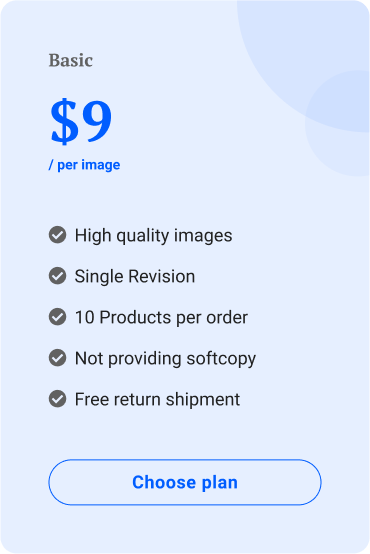 Basic
$9
/ per image
High quality images
Single Revision
10 Products per order
Not providing softcopy
Free return shipment
Choose plan